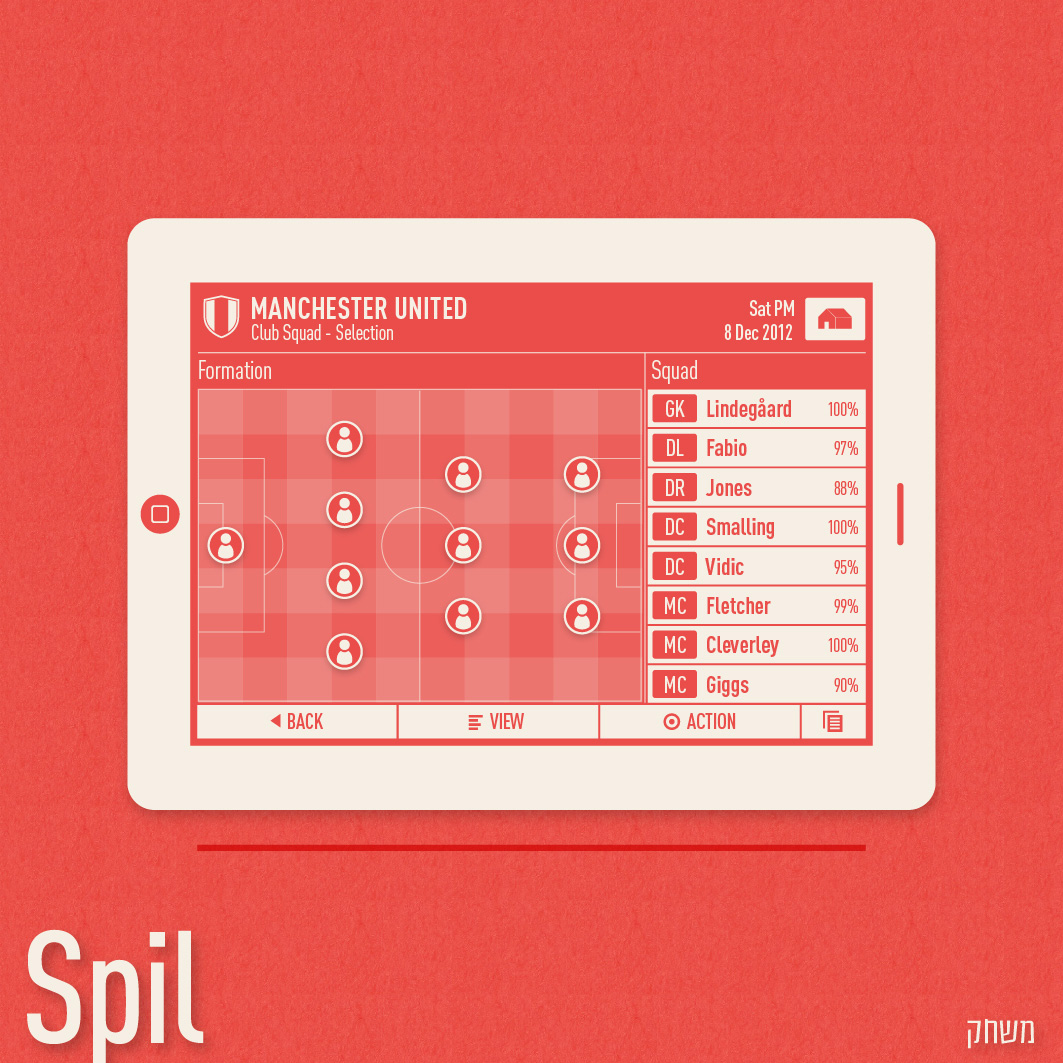 MANCHESTER UNITED
Club Squad - Selection
Sat PM
8 Dec 2012
Formation
Squad
GK Lindegåard 100%
DL Fabio 97%
DR Jones 88%
DC Smalling 100%
DC Vidic 95%
MC Fletcher 99%
MC Cleverley 100%
MC Giggs 90%
BACK VIEW ACTION
Spil
משחק